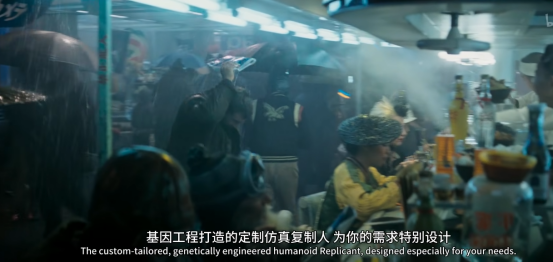 基因工程打造的定制仿真复制人 为你的需求特别设计
The custom-tailored, genetically engineered humanoid Replicant, designed especially for your needs.